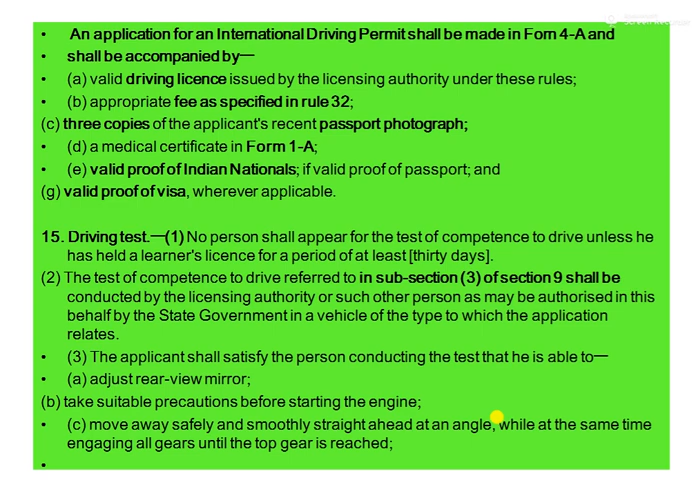 • An application for an International Driving Permit shall be made in Form 4-A and
• shall be accompanied by—
• (a) valid driving licence issued by the licensing authority under these rules;
• (b) appropriate fee as specified in rule 32;
(c) three copies of the applicant's recent passport photograph;
• (d) a medical certificate in Form 1-A;
• (e) valid proof of Indian Nationals; if valid proof of passport; and
(g) valid proof of visa, wherever applicable.
15. Driving test.—(1) No person shall appear for the test of competence to drive unless he
has held a learner's licence for a period of at least [thirty days].
(2) The test of competence to drive referred to in sub-section (3) of section 9 shall be
conducted by the licensing authority or such other person as may be authorised in this
behalf by the State Government in a vehicle of the type to which the application
relates.
• (3) The applicant shall satisfy the person conducting the test that he is able to—
• (a) adjust rear-view mirror;
(b) take suitable precautions before starting the engine;
• (c) move away safely and smoothly straight ahead at an angle, while at the same time
engaging all gears until the top gear is reached;
•